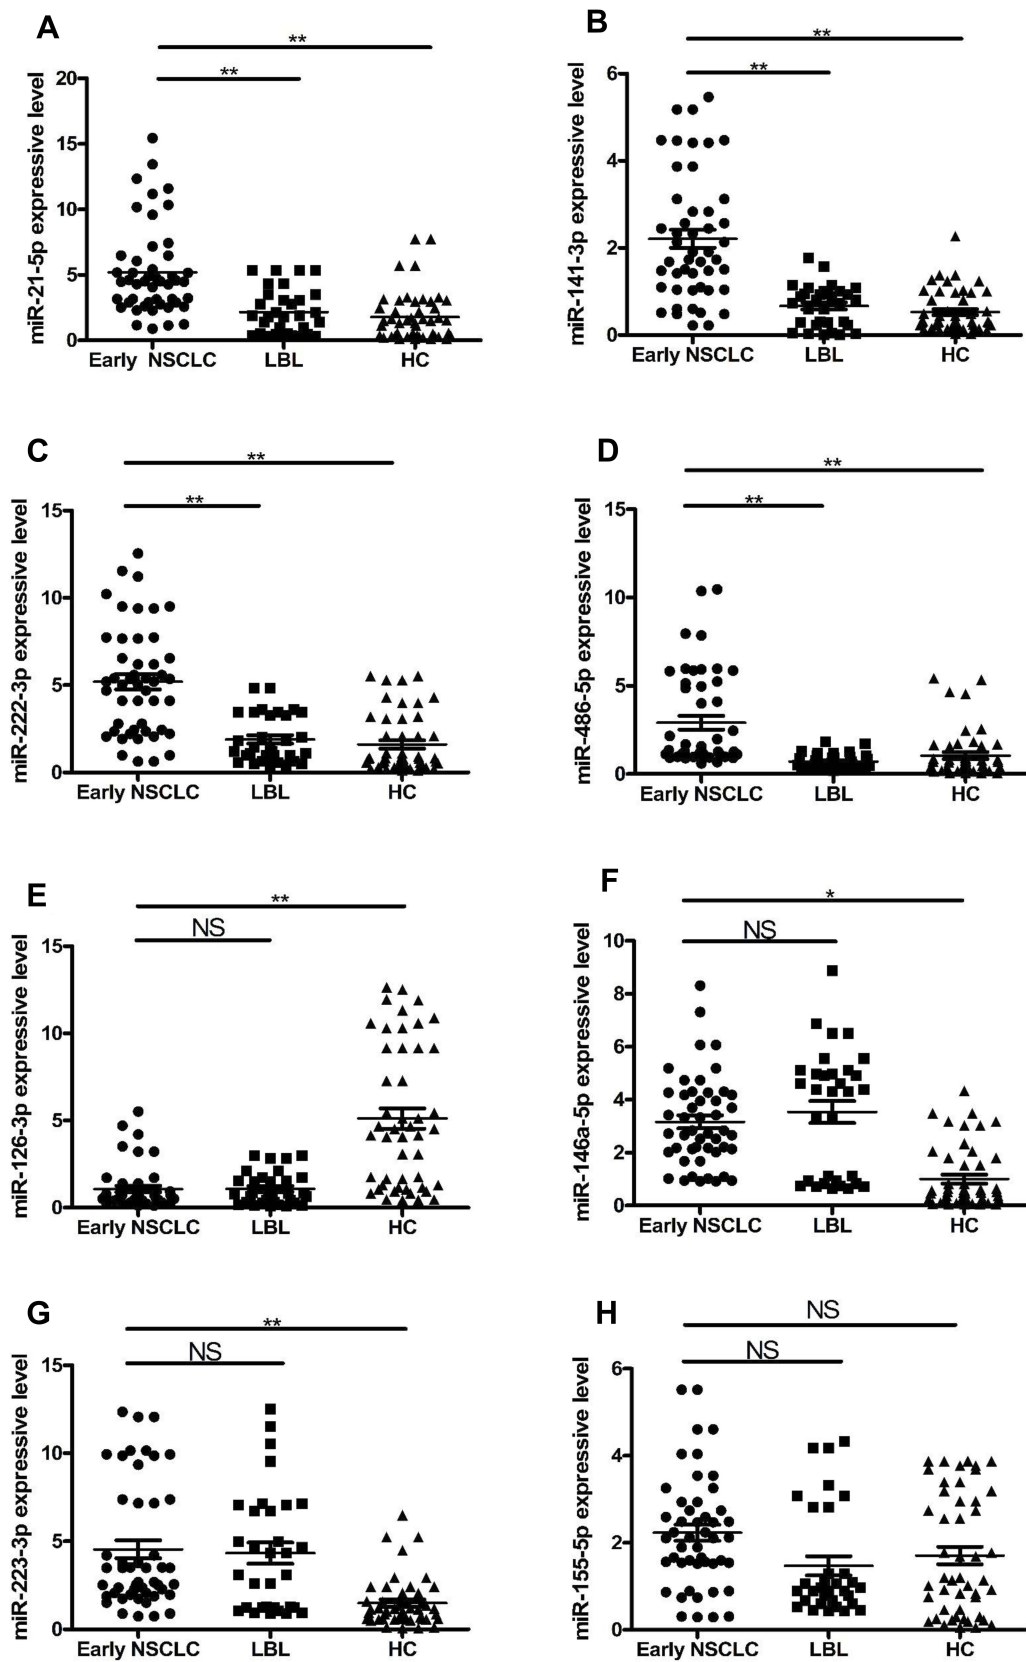 A
**
**
miR-21-5p expressive level
20
15
10
5
0
Early NSCLC LBL HC
B
**
**
miR-141-3p expressive level
6
4
2
0
Early NSCLC LBL HC
C
**
**
miR-222-3p expressive level
15
10
5
0
Early NSCLC LBL HC
D
**
**
miR-486-5p expressive level
15
10
5
0
Early NSCLC LBL HC
E
**
NS
miR-126-3p expressive level
15
10
5
0
Early NSCLC LBL HC
F
*
NS
miR-146a-5p expressive level
10
8
6
4
2
0
Early NSCLC LBL HC
G
**
NS
miR-223-3p expressive level
15
10
5
0
Early NSCLC LBL HC
H
NS
NS
miR-155-5p expressive level
6
4
2
0
Early NSCLC LBL HC